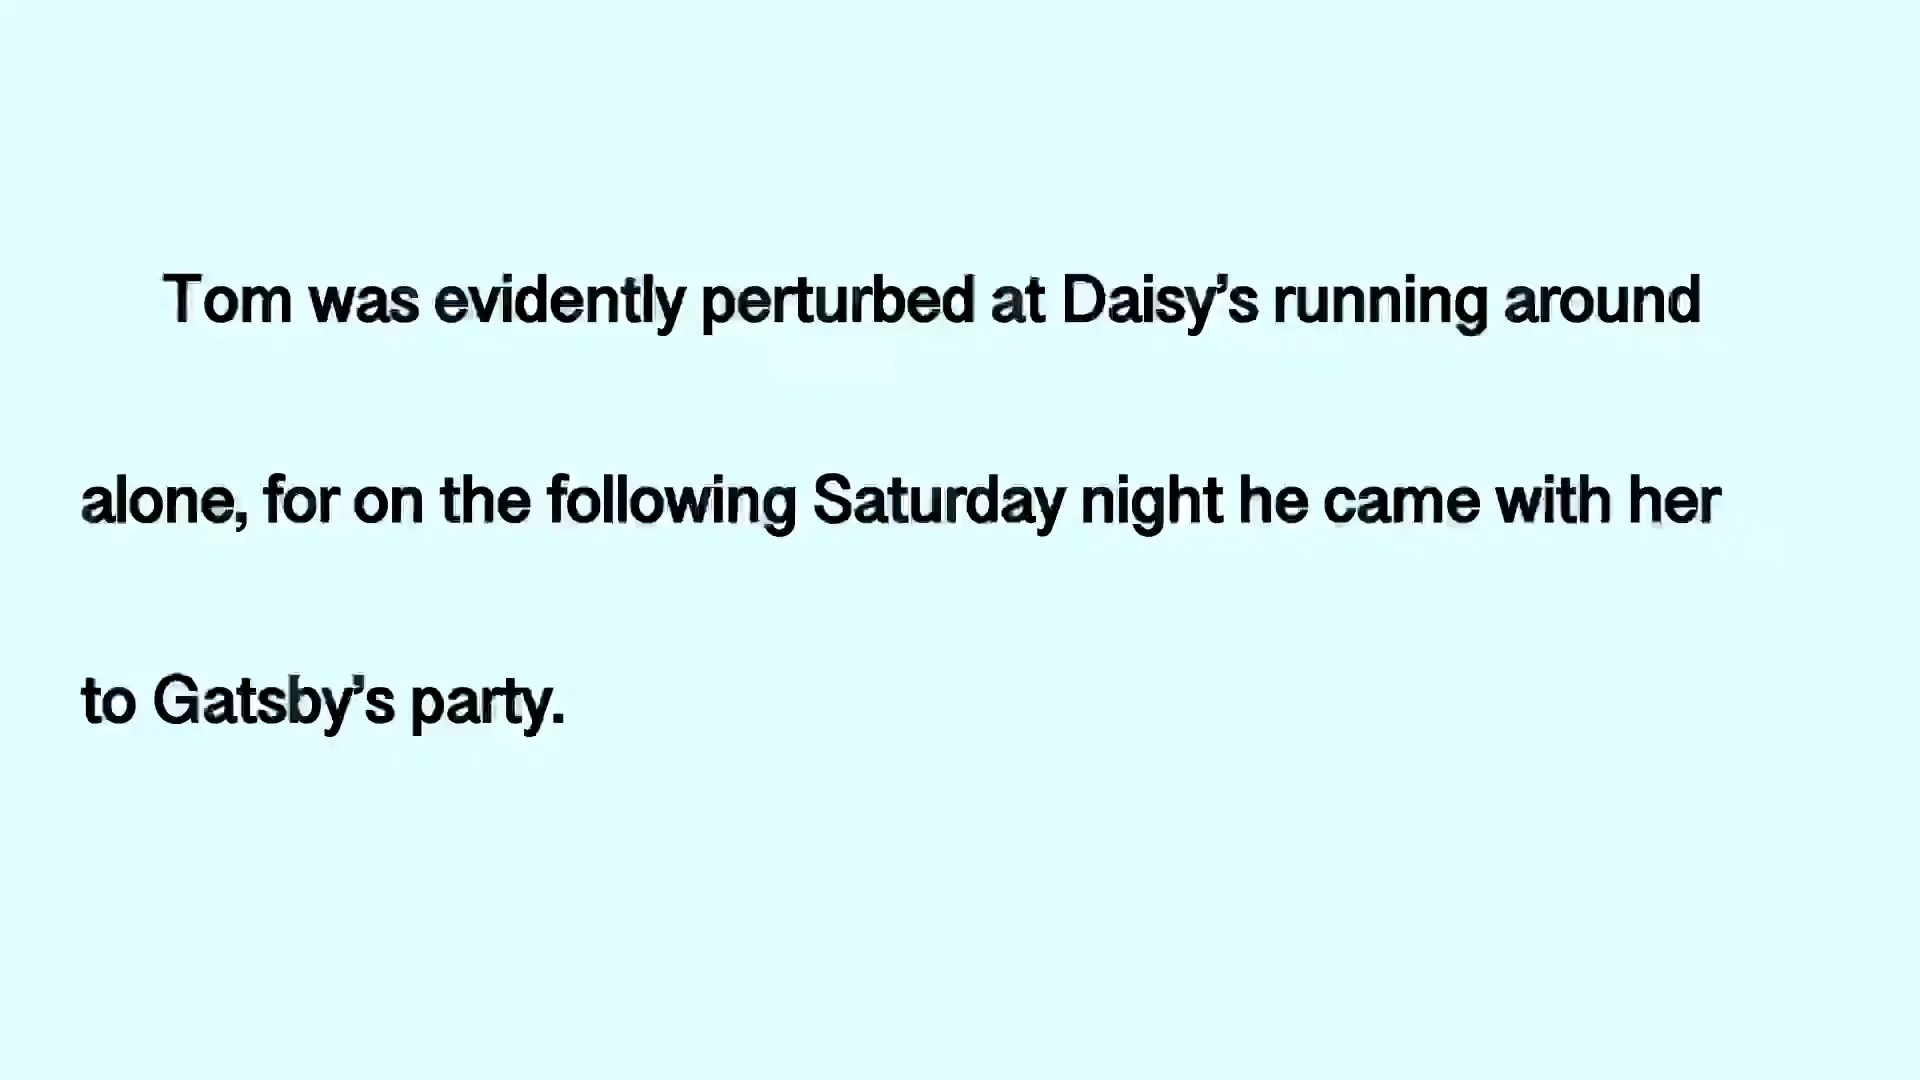 Tom was evidently perturbed at Daisy’s running around
alone, for on the following Saturday night he came with her
to Gatsby’s party.